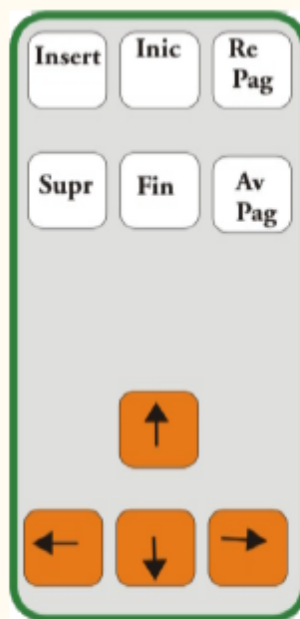 Insert
Inic
Re
Pag
Supr
Fin
Av
Pag